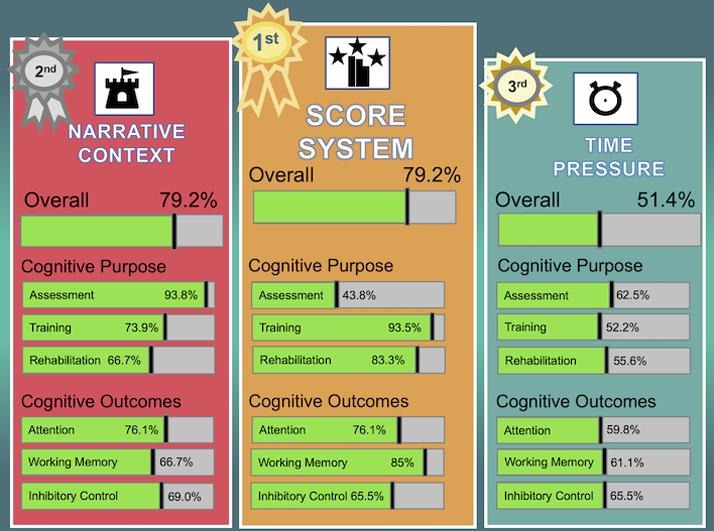 2nd
NARRATIVE
CONTEXT
Overall 79.2%
Cognitive Purpose
Assessment 93.8%
Training 73.9%
Rehabilitation 66.7%
Cognitive Outcomes
Attention 76.1%
Working Memory 66.7%
Inhibitory Control 69.0%
1st
SCORE
SYSTEM
Overall 79.2%
Cognitive Purpose
Assessment 43.8%
Training 93.5%
Rehabilitation 83.3%
Cognitive Outcomes
Attention 76.1%
Working Memory 85%
Inhibitory Control 65.5%
3rd
TIME
PRESSURE
Overall 51.4%
Cognitive Purpose
Assessment 62.5%
Training 52.2%
Rehabilitation 55.6%
Cognitive Outcomes
Attention 59.8%
Working Memory 61.1%
Inhibitory Control 65.5%